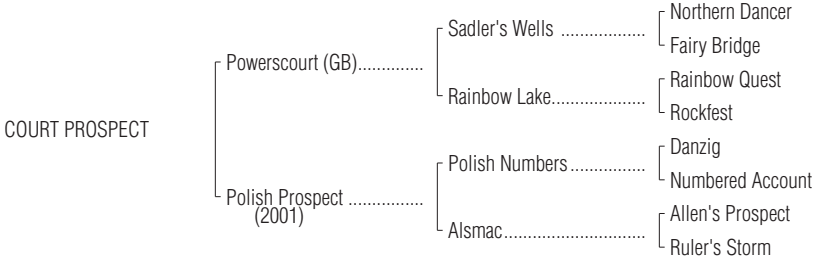 Northern Dancer
Sadler's Wells ...................
Fairy Bridge
Powerscourt (GB)..............
Rainbow Quest
Rainbow Lake.....................
Rockfest
COURT PROSPECT
Danzig
Polish Numbers.................
Numbered Account
Polish Prospect ................
(2001)
Allen's Prospect
Alsmac................................
Ruler's Storm